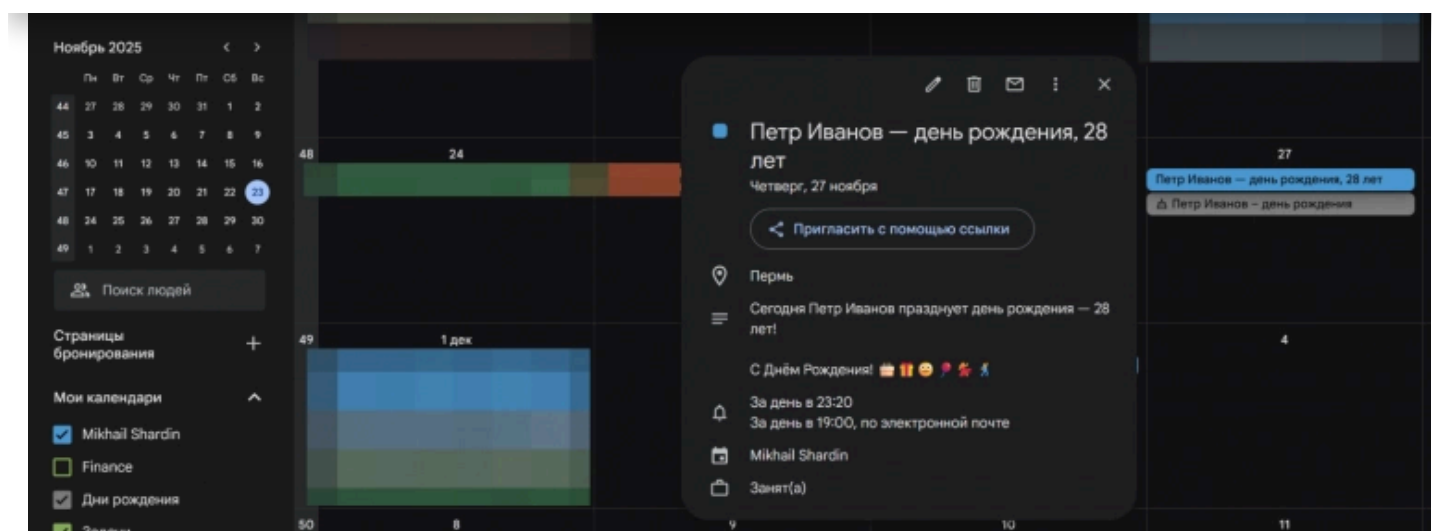 Ноябрь 2025
Пн Вт Ср Чт Пт Сб Вс
44 27 28 29 30 31 1 2
45 3 4 5 6 7 8 9
46 10 11 12 13 14 15 16
47 17 18 19 20 21 22 23
48 24 25 26 27 28 29 30
49 1 2 3 4 5 6 7
Поиск людей
Страницы
бронирования
Мои календари
Mikhail Shardin
Finance
Дни рождения
48 24
49 1 дек
50 8 9 10 11
Петр Иванов — день рождения, 28
лет
Четверг, 27 ноября
Пригласить с помощью ссылки
Пермь
Сегодня Петр Иванов празднует день рождения — 28
лет!
С Днём Рождения! 🎂 🎁 😄 🎈 💃 🕺
За день в 23:20
За день в 19:00, по электронной почте
Mikhail Shardin
Занят(а)
27
Петр Иванов — день рождения, 28 лет
Петр Иванов – день рождения
4